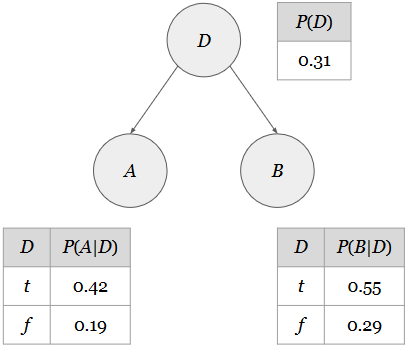 D
P(D)
0.31
A
B
D P(A|D)
t 0.42
f 0.19
D P(B|D)
t 0.55
f 0.29